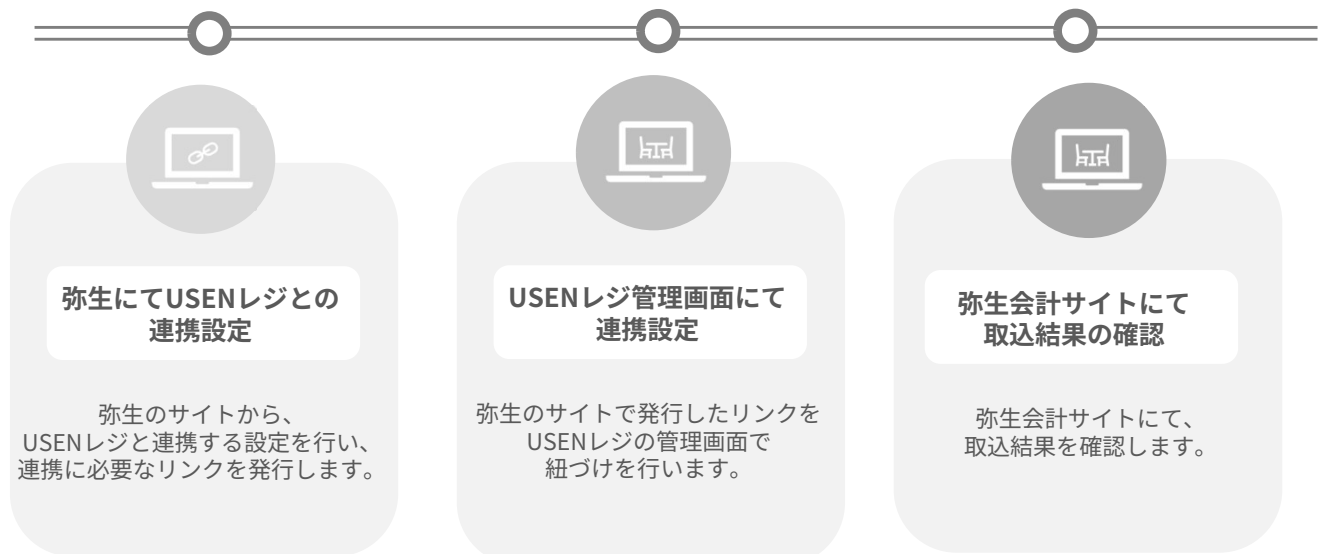 弥生にてUSENレジとの
連携設定
弥生のサイトから、
USENレジと連携する設定を行い、
連携に必要なリンクを発行します。
USENレジ管理画面にて
連携設定
弥生のサイトで発行したリンクを
USENレジの管理画面で
紐づけを行います。
弥生会計サイトにて
取込結果の確認
弥生会計サイトにて、
取込結果を確認します。